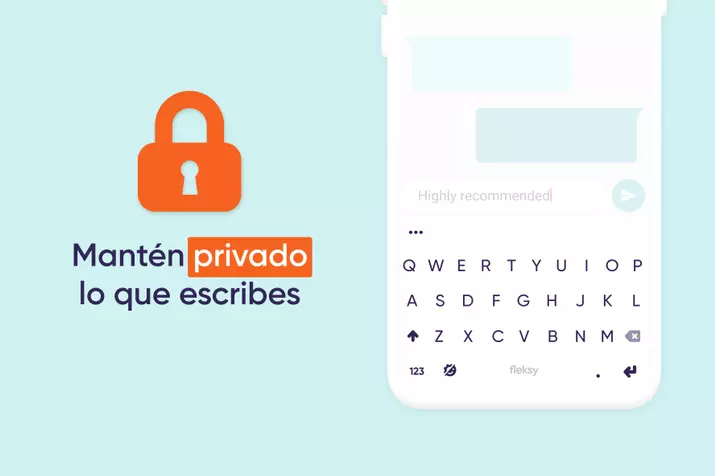 Mantén privado
lo que escribes
Highly recommended
...
Q W E R T Y U I O P
A S D F G H J K L
Z X C V B N M
123 fleksy .